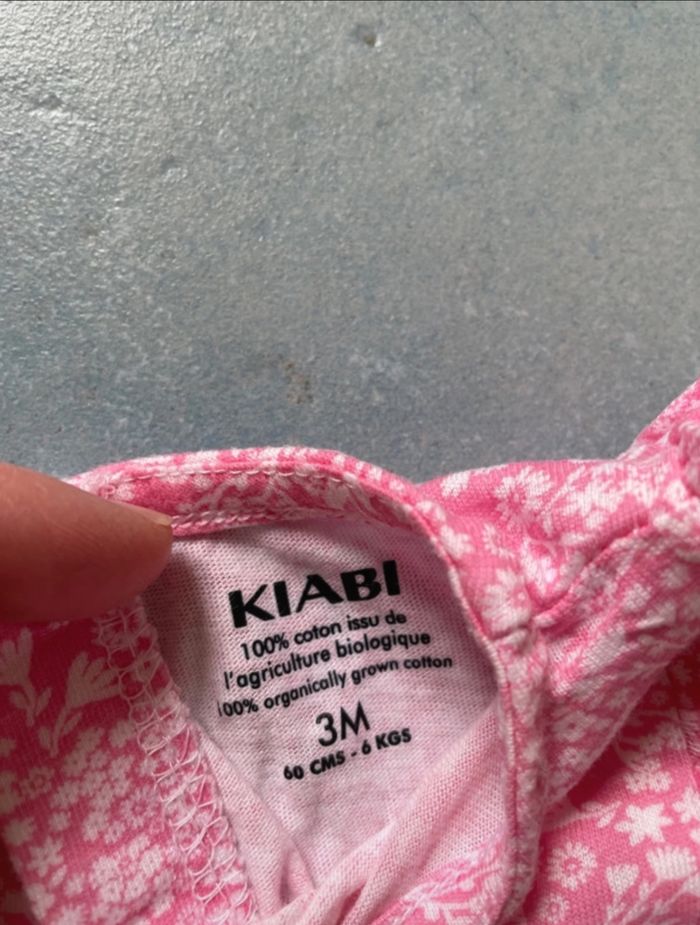 KIABI
100% coton issu de
l'agriculture biologique
100% organically grown cotton
3M
60 CMS - 6 KGS